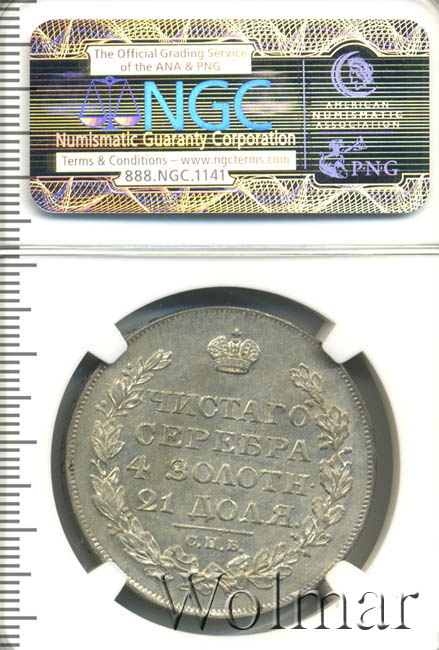 The Official Grading Service
of the ANA & PNG
NGC
Numismatic Guaranty Corporation
Terms & Conditions – www.ngcterms.com
888.NGC.1141
AMERICAN
NUMISMATIC
ASSOCIATION
P·N·G
ЧИСТАГО
СЕРЕБРА
4 ЗОЛОТН.
21 ДОЛЯ.
С.П.Б.
Wolmar